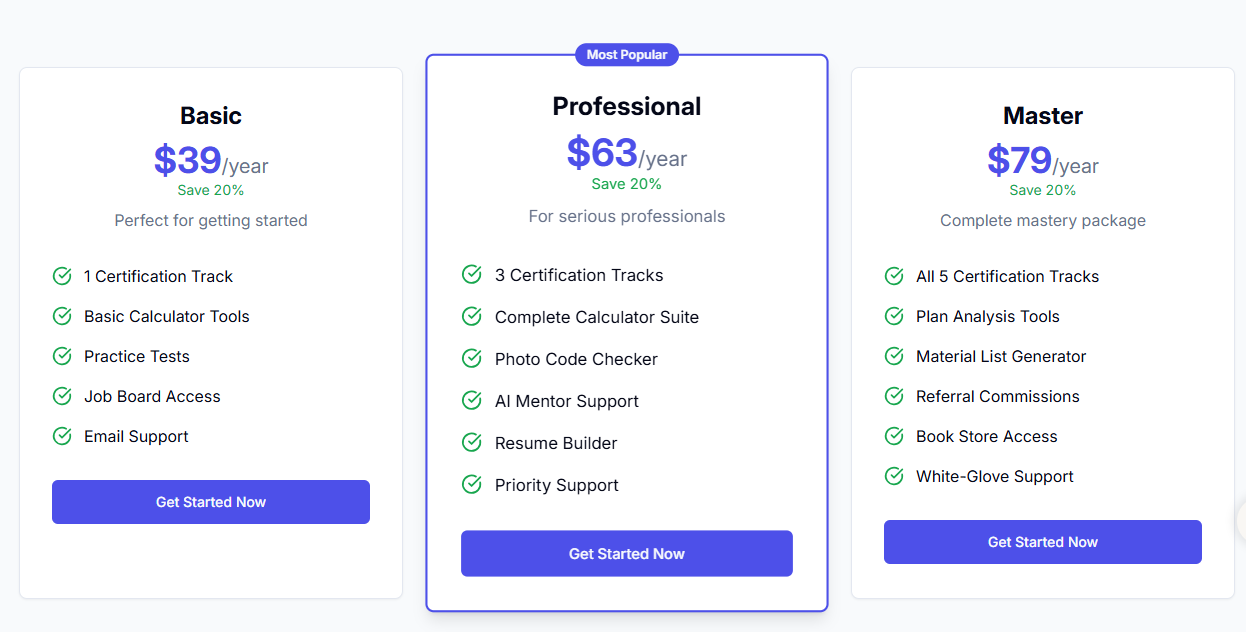 Basic
$39/year
Save 20%
Perfect for getting started
1 Certification Track
Basic Calculator Tools
Practice Tests
Job Board Access
Email Support
Get Started Now
Most Popular
Professional
$63/year
Save 20%
For serious professionals
3 Certification Tracks
Complete Calculator Suite
Photo Code Checker
AI Mentor Support
Resume Builder
Priority Support
Get Started Now
Master
$79/year
Save 20%
Complete mastery package
All 5 Certification Tracks
Plan Analysis Tools
Material List Generator
Referral Commissions
Book Store Access
White-Glove Support
Get Started Now